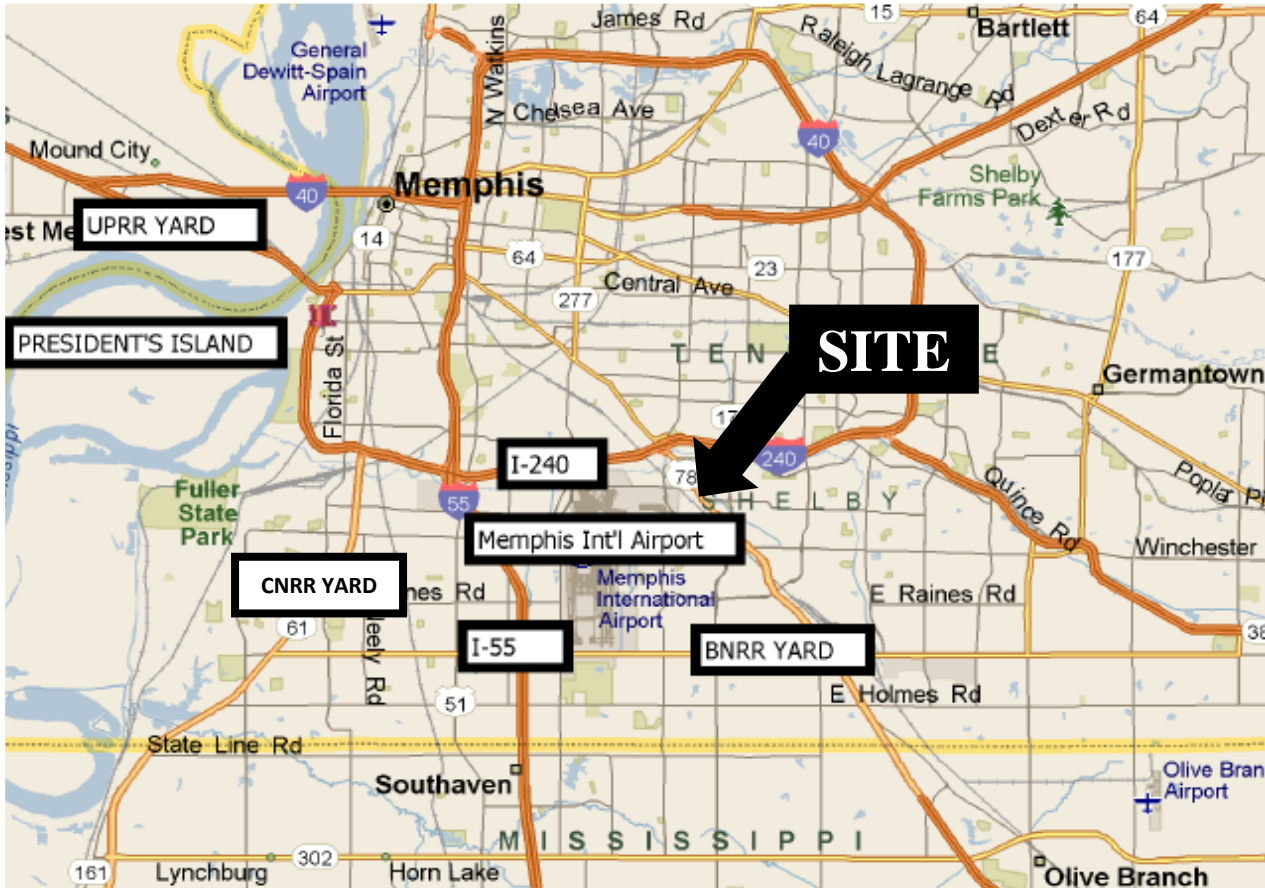 James Rd
15
Bartlett
64
General
Dewitt-Spain
Airport
N Watkins
Raleigh Lagrange Rd
Chelsea Ave
Dexter Rd
40
Mound City
Shelby
Farms Park
40
Memphis
UPRR YARD
14
64
23
177
Central Ave
277
PRESIDENT'S ISLAND
SITE
Florida St
Germantown
I-240
240
78
SHELBY
Quince Rd
Fuller
State
Park
55
Memphis Int'l Airport
Winchester
CNRR YARD
Memphis
International
Airport
E Raines Rd
61
I-55
BNRR YARD
51
E Holmes Rd
State Line Rd
Southaven
Airport
MISSISSIPPI
302
161
Lynchburg
Horn Lake
Olive Branch